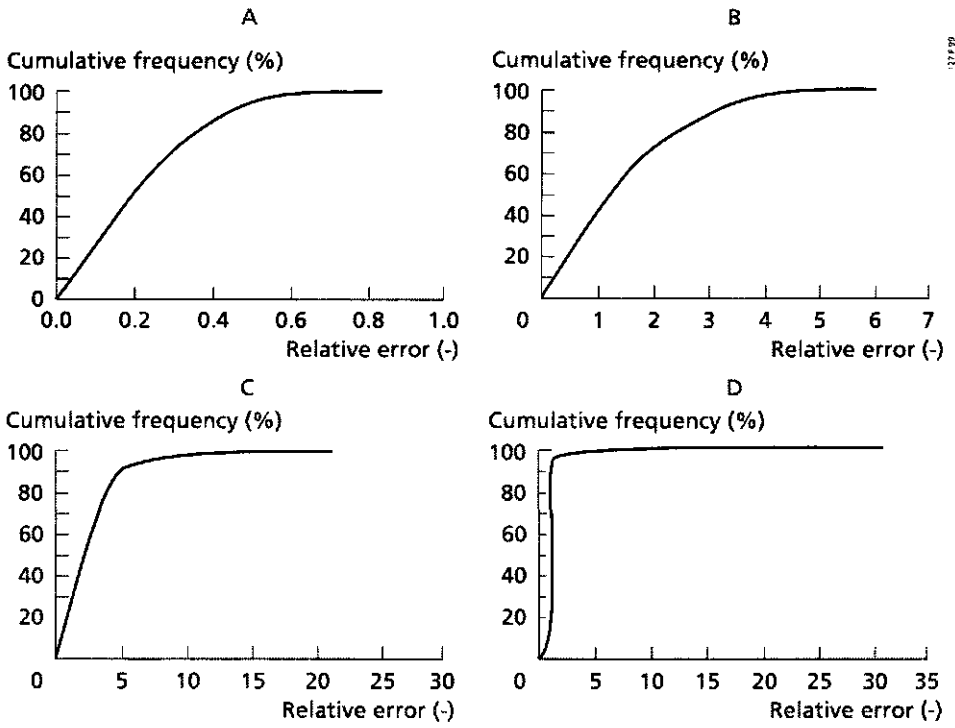 A
Cumulative frequency (%)
100
80
60
40
20
0
0.0 0.2 0.4 0.6 0.8 1.0
Relative error (-)
B
Cumulative frequency (%)
100
80
60
40
20
0 1 2 3 4 5 6 7
Relative error (-)
C
Cumulative frequency (%)
100
80
60
40
20
0 5 10 15 20 25 30
Relative error (-)
D
Cumulative frequency (%)
100
80
60
40
20
0 5 10 15 20 25 30 35
Relative error (-)